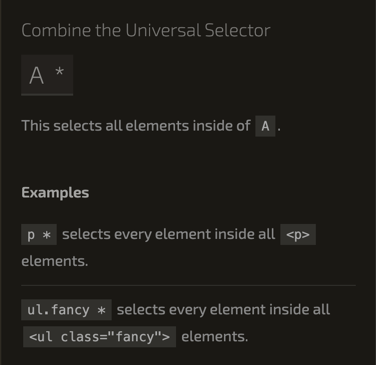 Combine the Universal Selector
A *
This selects all elements inside of A .
Examples
p * selects every element inside all <p>
elements.
ul.fancy * selects every element inside all
<ul class="fancy"> elements.